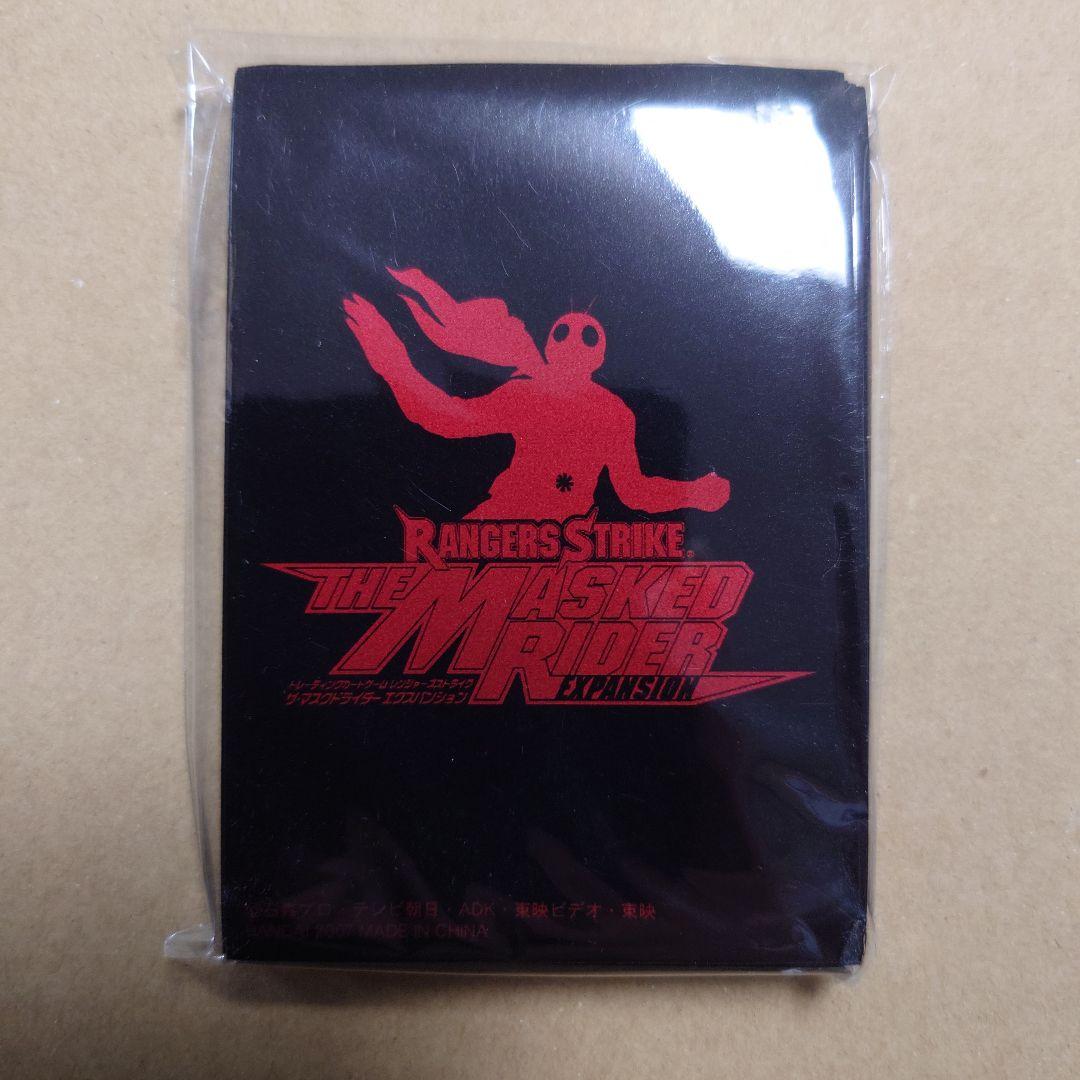 RANGERS STRIKE®
THE MASKED
RIDER
EXPANSION
トレーディングカードゲーム レンジャーズストライク
ザ・マスクドライダー エクスパンション
©石森プロ・テレビ朝日・ADK・東映ビデオ・東映
BANDAI 2007 MADE IN CHINA